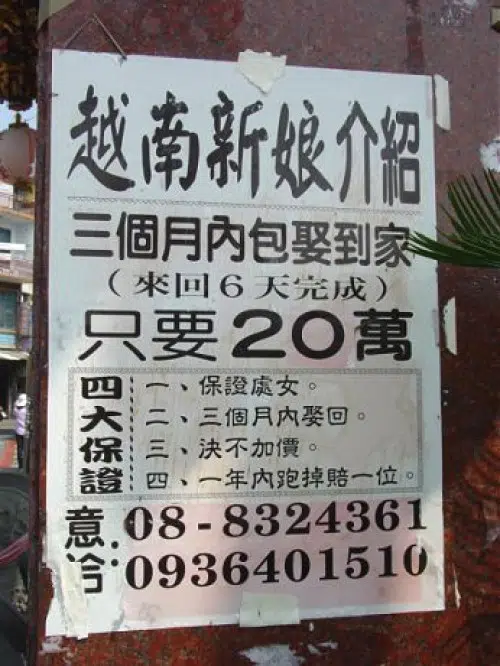 越南新娘介紹
三個月內包娶到家
(來回6天完成)
只要20萬
四大保證
一、保證處女。
二、三個月內娶回。
三、決不加價。
四、一年內跑掉賠一位。
意洽:
08-8324361
0936401510